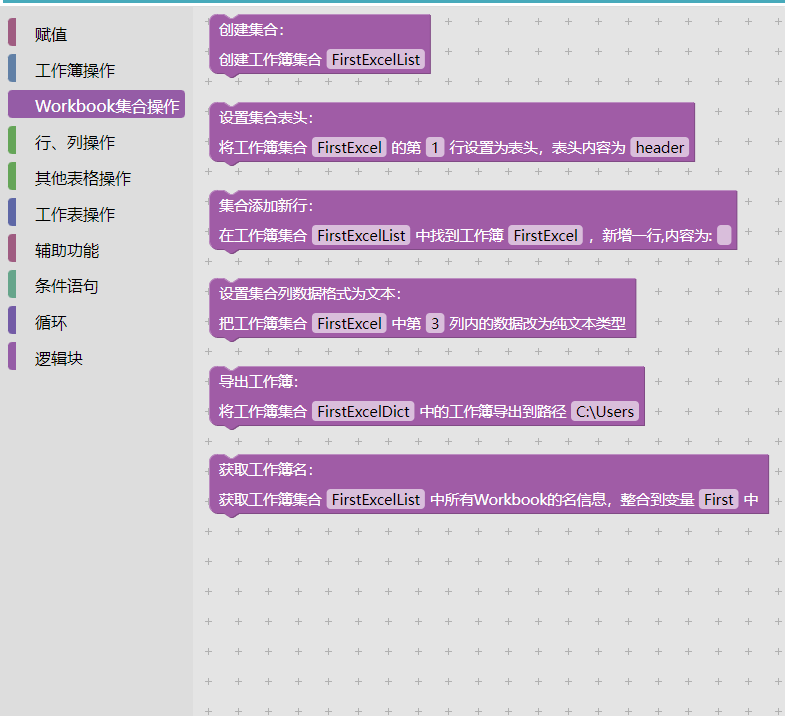 赋值
工作簿操作
Workbook集合操作
行、列操作
其他表格操作
工作表操作
辅助功能
条件语句
循环
逻辑块
创建集合：
创建工作簿集合 FirstExcelList
设置集合表头：
将工作簿集合 FirstExcel 的第 1 行设置为表头，表头内容为 header
集合添加新行：
在工作簿集合 FirstExcelList 中找到工作簿 FirstExcel ，新增一行,内容为:
设置集合列数据格式为文本：
把工作簿集合 FirstExcel 中第 3 列内的数据改为纯文本类型
导出工作簿：
将工作簿集合 FirstExcelDict 中的工作簿导出到路径 C:\Users
获取工作簿名：
获取工作簿集合 FirstExcelList 中所有Workbook的名信息，整合到变量 First 中